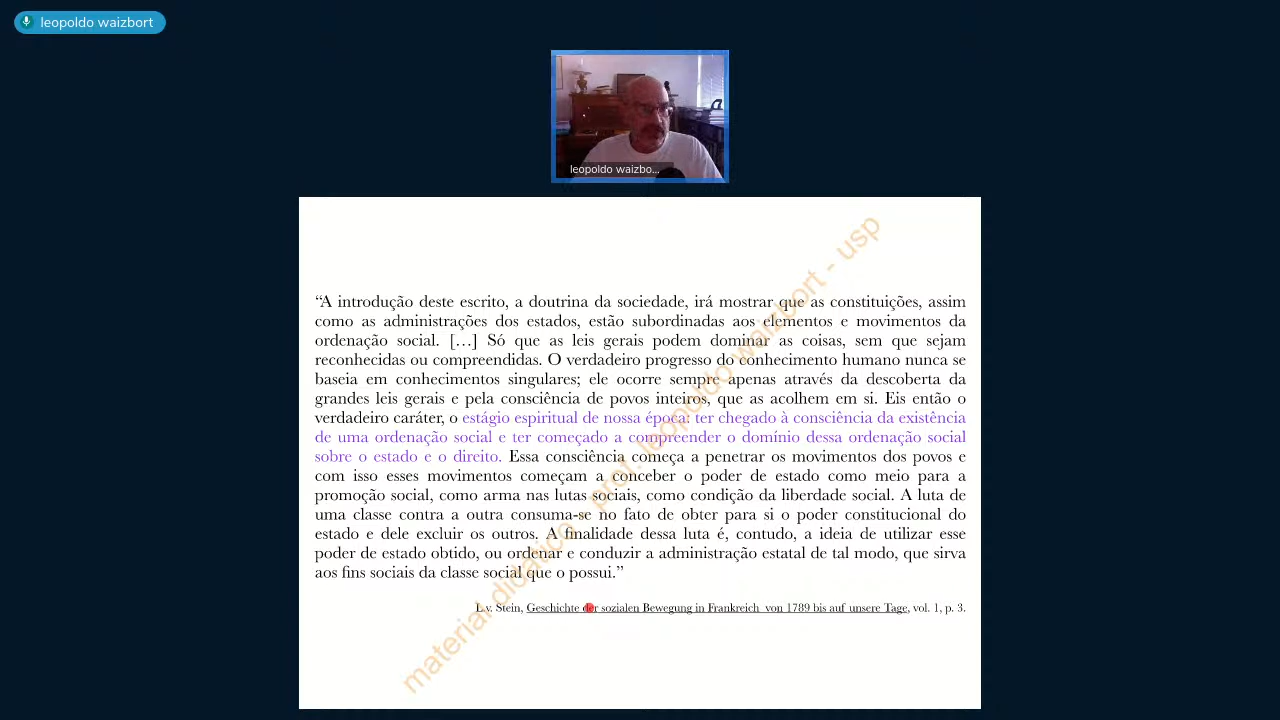 leopoldo waizbort
leopoldo waizbo...
“A introdução deste escrito, a doutrina da sociedade, irá mostrar que as constituições, assim
como as administrações dos estados, estão subordinadas aos elementos e movimentos da
ordenação social. […] Só que as leis gerais podem dominar as coisas, sem que sejam
reconhecidas ou compreendidas. O verdadeiro progresso do conhecimento humano nunca se
baseia em conhecimentos singulares; ele ocorre sempre apenas através da descoberta da
grandes leis gerais e pela consciência de povos inteiros, que as acolhem em si. Eis então o
verdadeiro caráter, o estágio espiritual de nossa época: ter chegado à consciência da existência
de uma ordenação social e ter começado a compreender o domínio dessa ordenação social
sobre o estado e o direito. Essa consciência começa a penetrar os movimentos dos povos e
com isso esses movimentos começam a conceber o poder de estado como meio para a
promoção social, como arma nas lutas sociais, como condição da liberdade social. A luta de
uma classe contra a outra consuma-se no fato de obter para si o poder constitucional do
estado e dele excluir os outros. A finalidade dessa luta é, contudo, a ideia de utilizar esse
poder de estado obtido, ou ordenar e conduzir a administração estatal de tal modo, que sirva
aos fins sociais da classe social que o possui.”
L.v. Stein, Geschichte der sozialen Bewegung in Frankreich von 1789 bis auf unsere Tage, vol. 1, p. 3.
material didático - prof. leopoldo waizbort - usp